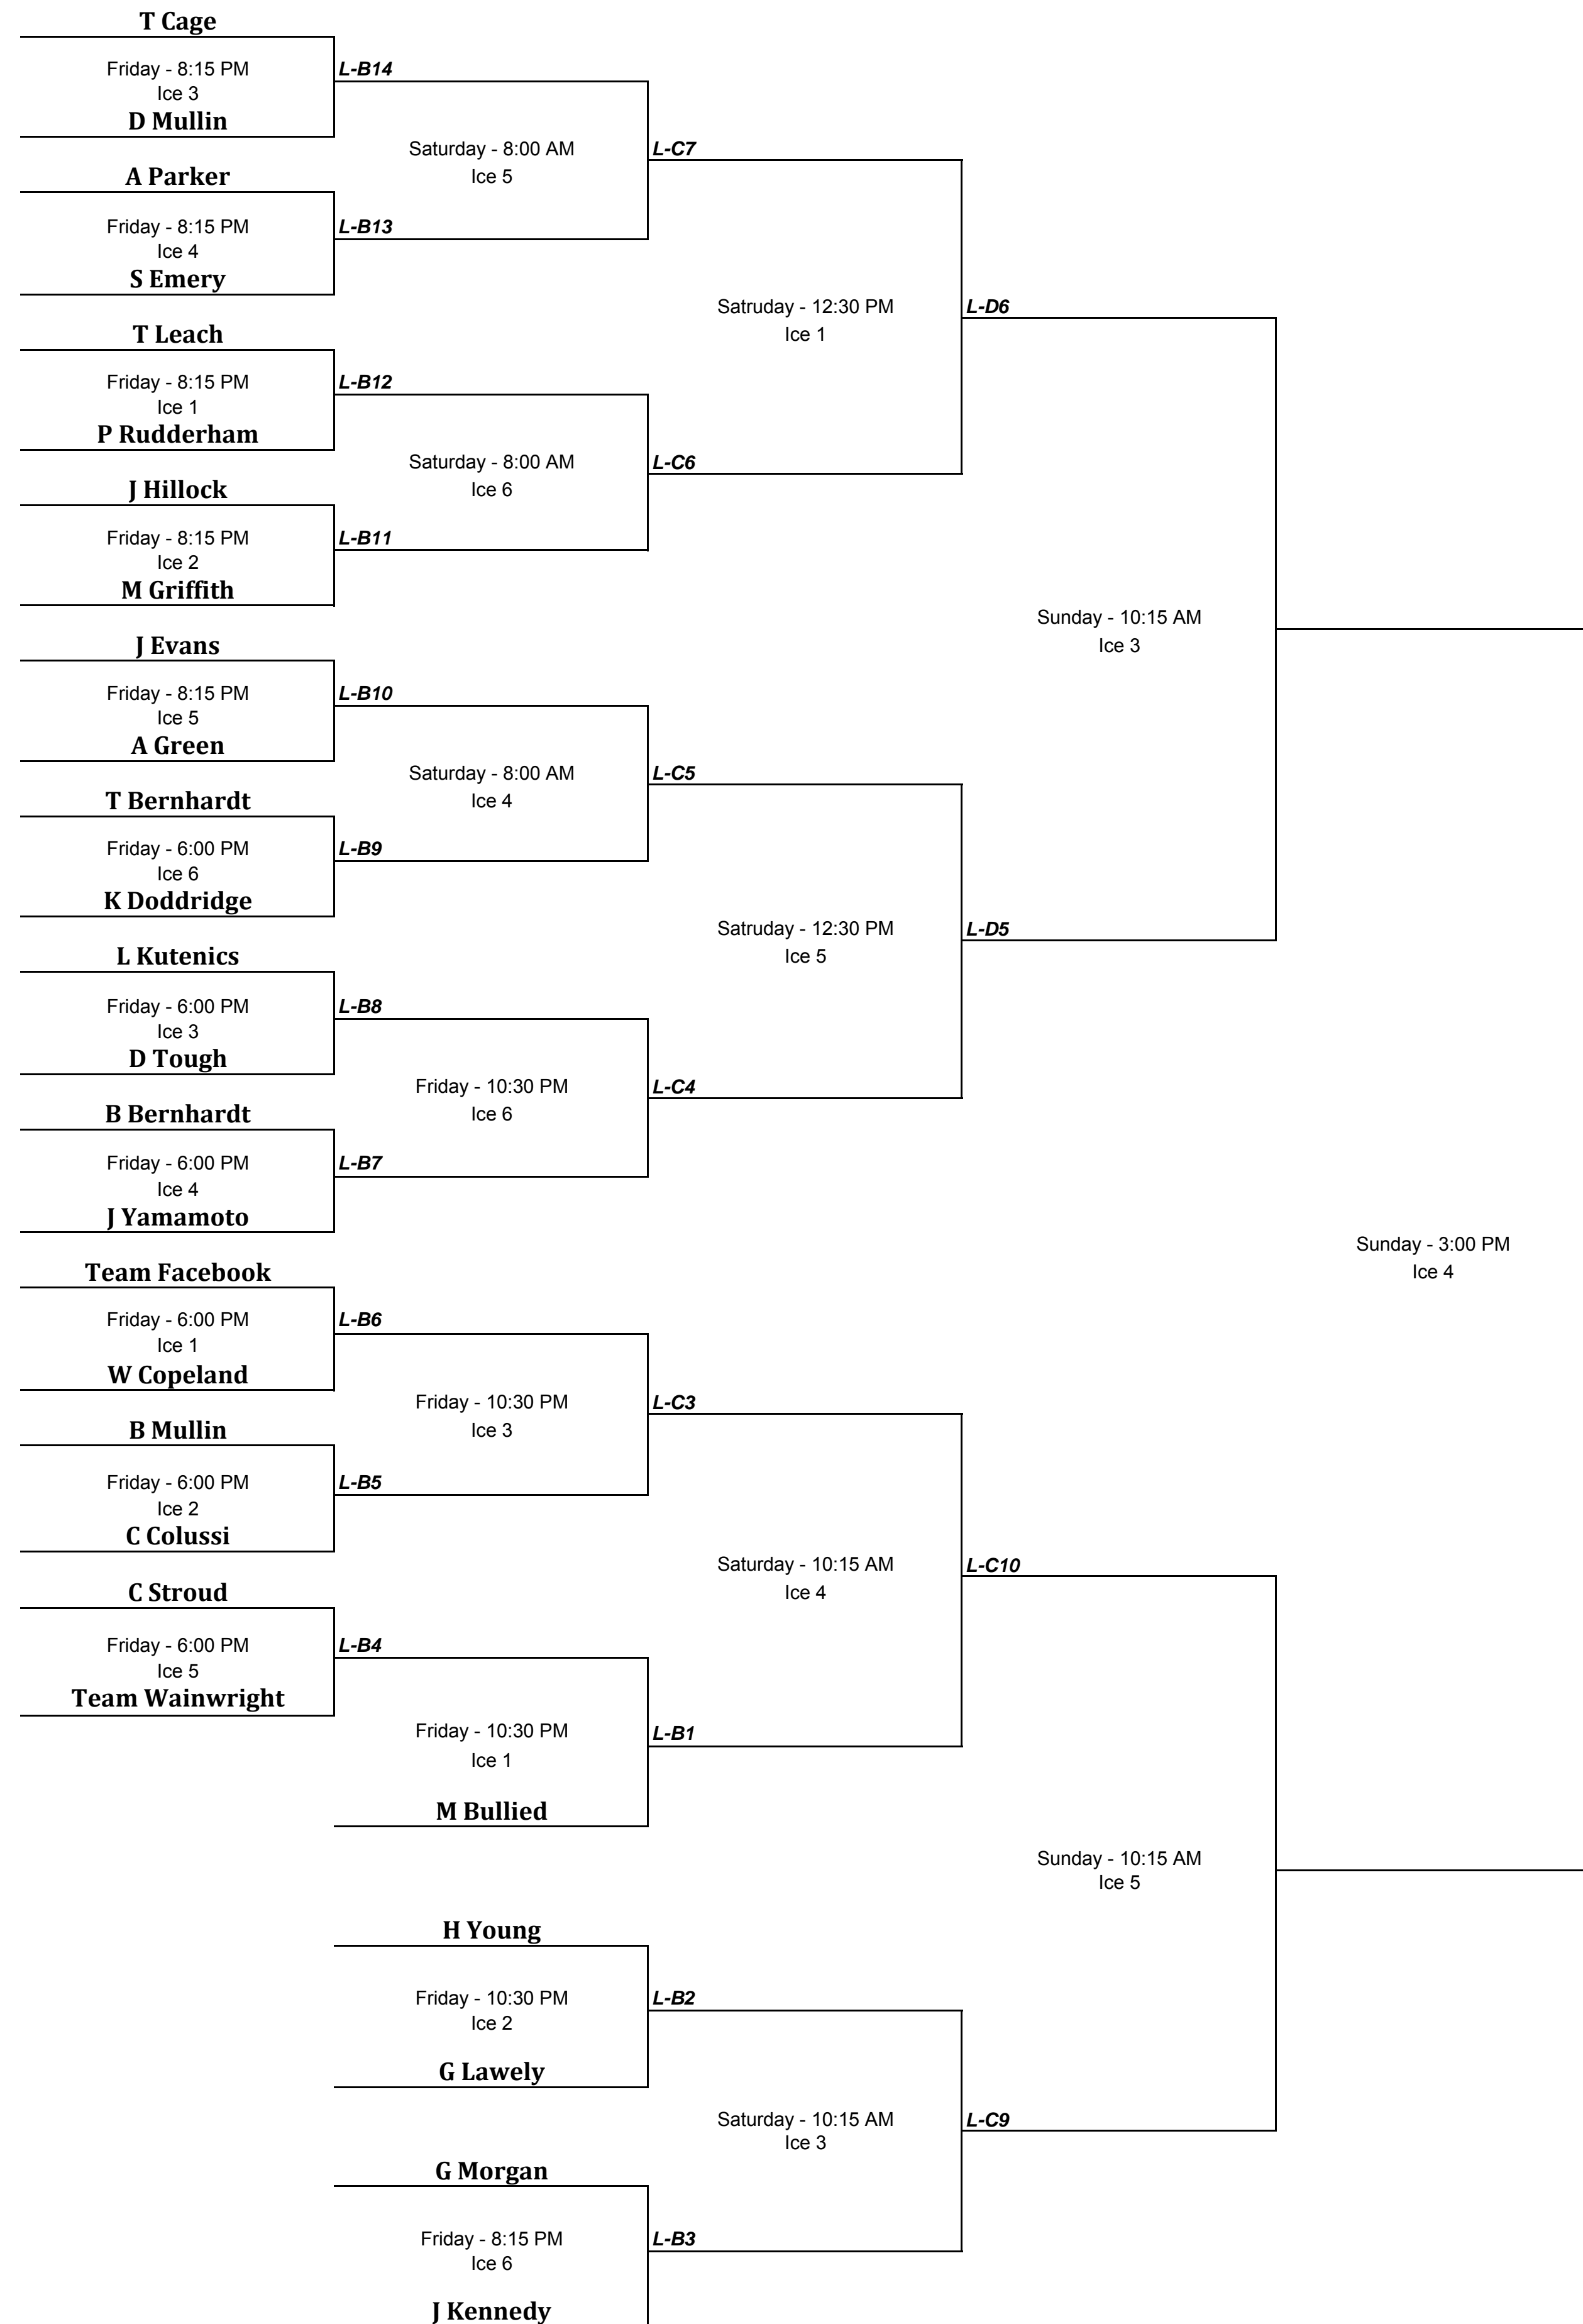 T Cage
Friday - 8:15 PM
Ice 3
D Mullin
L-B14
Saturday - 8:00 AM
Ice 5
L-C7
A Parker
Friday - 8:15 PM
Ice 4
S Emery
L-B13
Satruday - 12:30 PM
Ice 1
L-D6
T Leach
Friday - 8:15 PM
Ice 1
P Rudderham
L-B12
Saturday - 8:00 AM
Ice 6
L-C6
J Hillock
Friday - 8:15 PM
Ice 2
M Griffith
L-B11
Sunday - 10:15 AM
Ice 3
J Evans
Friday - 8:15 PM
Ice 5
A Green
L-B10
Saturday - 8:00 AM
Ice 4
L-C5
T Bernhardt
Friday - 6:00 PM
Ice 6
K Doddridge
L-B9
Satruday - 12:30 PM
Ice 5
L-D5
L Kutenics
Friday - 6:00 PM
Ice 3
D Tough
L-B8
Friday - 10:30 PM
Ice 6
L-C4
B Bernhardt
Friday - 6:00 PM
Ice 4
J Yamamoto
L-B7
Sunday - 3:00 PM
Ice 4
Team Facebook
Friday - 6:00 PM
Ice 1
W Copeland
L-B6
Friday - 10:30 PM
Ice 3
L-C3
B Mullin
Friday - 6:00 PM
Ice 2
C Colussi
L-B5
Saturday - 10:15 AM
Ice 4
L-C10
C Stroud
Friday - 6:00 PM
Ice 5
Team Wainwright
L-B4
Friday - 10:30 PM
Ice 1
M Bullied
L-B1
Sunday - 10:15 AM
Ice 5
H Young
Friday - 10:30 PM
Ice 2
G Lawely
L-B2
Saturday - 10:15 AM
Ice 3
L-C9
G Morgan
Friday - 8:15 PM
Ice 6
J Kennedy
L-B3